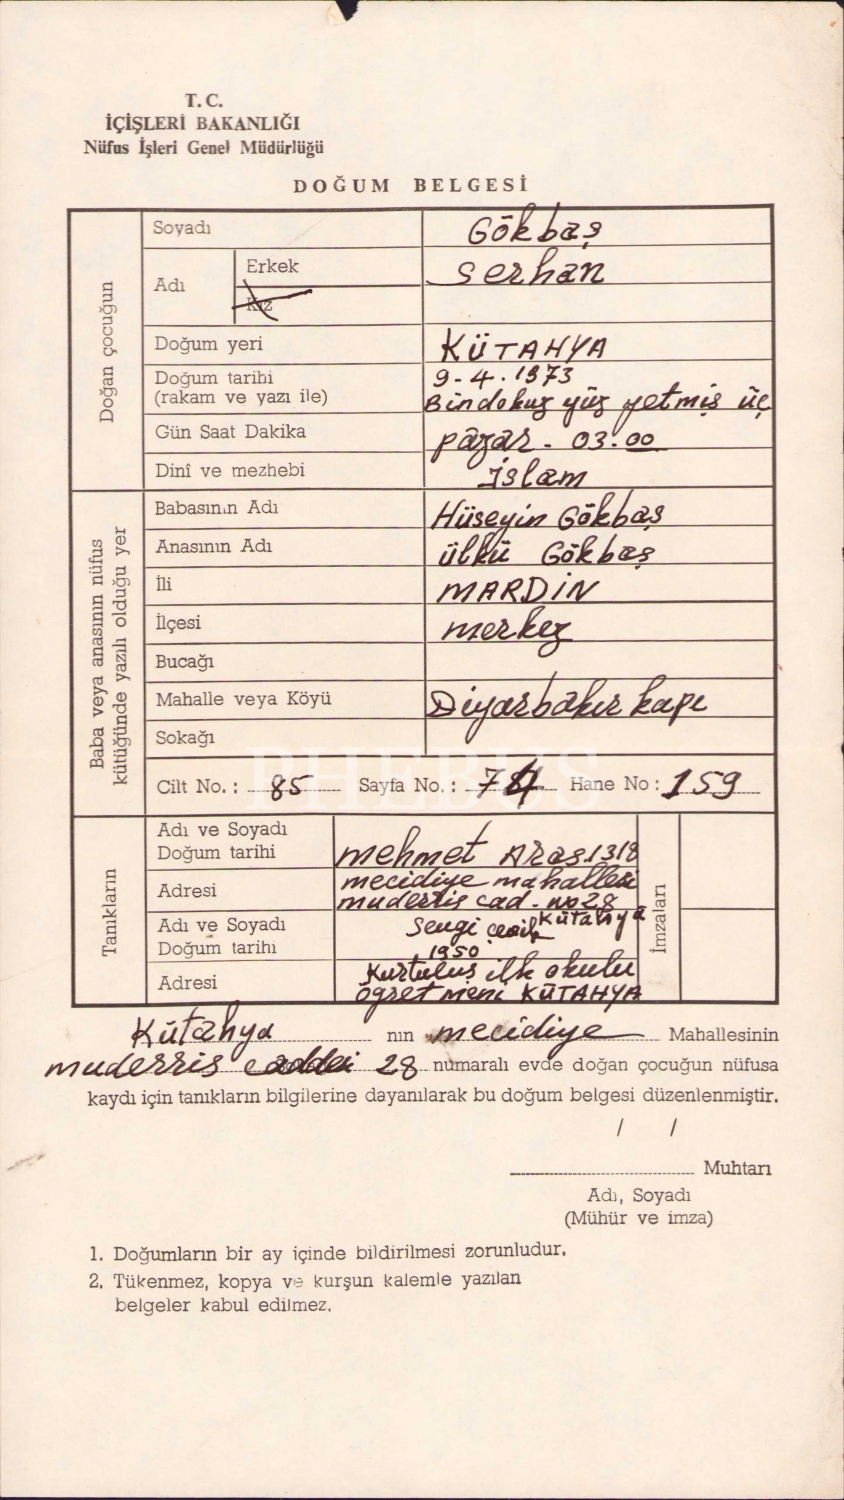 T. C.
İÇİŞLERİ BAKANLIĞI
Nüfus İşleri Genel Müdürlüğü
DOĞUM BELGESİ
Doğan çocuğun
Soyadı Gökbaş
Adı Erkek Serhan
Kız
Doğum yeri KÜTAHYA
Doğum tarihi 9-4.1973
(rakam ve yazı ile) Bindokuz yüz yetmiş üç
Gün Saat Dakika pazar - 03.00
Dinî ve mezhebi İslam
Baba veya anasının nüfus
kütüğünde yazılı olduğu yer
Babasının Adı Hüseyin Gökbaş
Anasının Adı ülkü Gökbaş
İli MARDİN
İlçesi merkez
Bucağı
Mahalle veya Köyü Diyarbakır kapı
Sokağı
Cilt No. : 85 Sayfa No. : Hane No : 159
Tanıkların
Adı ve Soyadı
Doğum tarihi mehmet Aras 1318
Adresi mecidiye mahallesi
muderris cad. no 28
Kütahya
Adı ve Soyadı
Doğum tarihi 1950
Adresi Kurtuluş ilk okulu
öğretmeni KÜTAHYA
İmzaları
Kütahya nın mecidiye Mahallesinin
muderris 28 numaralı evde doğan çocuğun nüfusa
kaydı için tanıkların bilgilerine dayanılarak bu doğum belgesi düzenlenmiştir.
/ /
Muhtarı
Adı, Soyadı
(Mühür ve imza)
1. Doğumların bir ay içinde bildirilmesi zorunludur.
2. Tükenmez, kopya ve kurşun kalemle yazılan
belgeler kabul edilmez.
PHEBUS